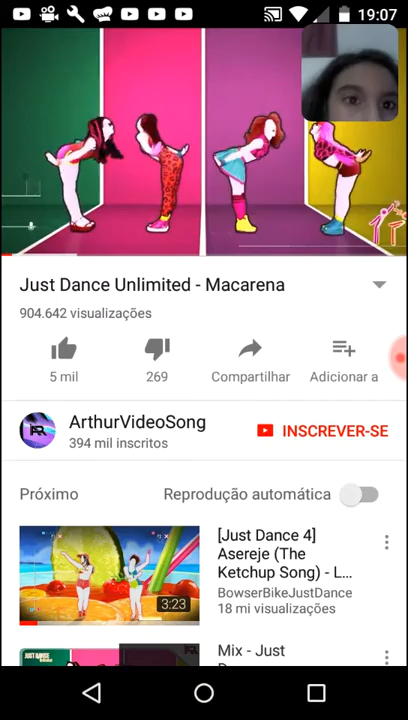 19:07
Just Dance Unlimited - Macarena
904.642 visualizações
5 mil
269
Compartilhar
Adicionar a
ArthurVideoSong
394 mil inscritos
INSCREVER-SE
Próximo
Reprodução automática
[Just Dance 4]
Asereje (The
Ketchup Song) - L...
BowserBikeJustDance
18 mi visualizações
3:23
Mix - Just
JUST DANCE